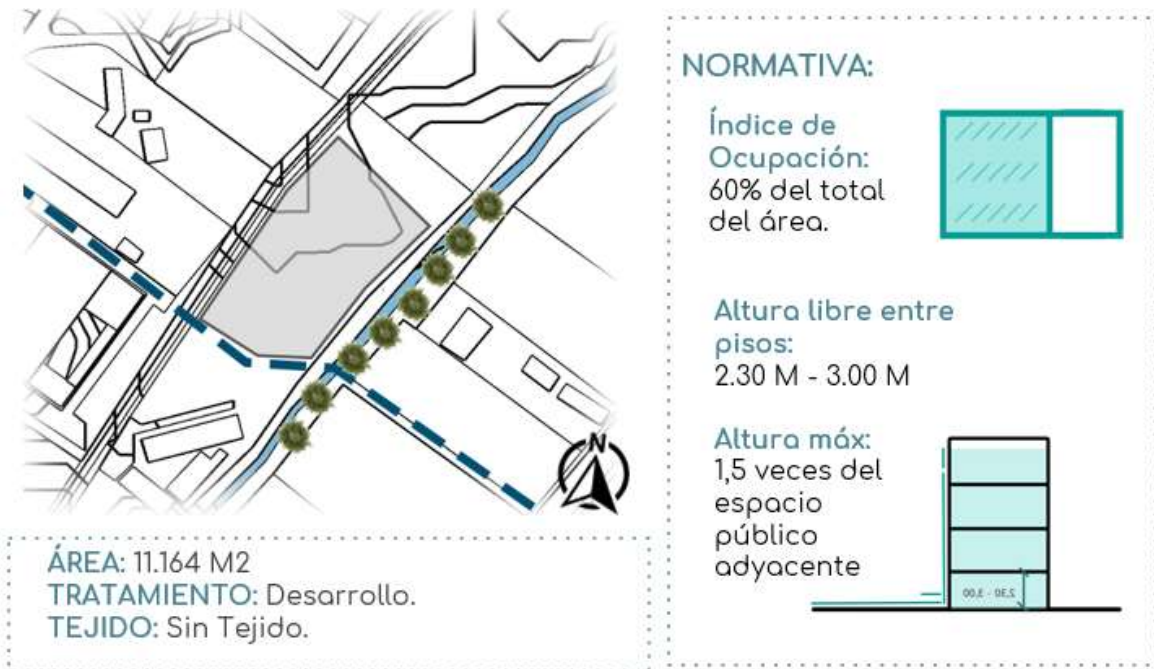 N
ÁREA: 11.164 M2
TRATAMIENTO: Desarrollo.
TEJIDO: Sin Tejido.
NORMATIVA:
Índice de
Ocupación:
60% del total
del área.
Altura libre entre
pisos:
2.30 M - 3.00 M
Altura máx:
1,5 veces del
espacio
público
adyacente
2,30 - 3,00